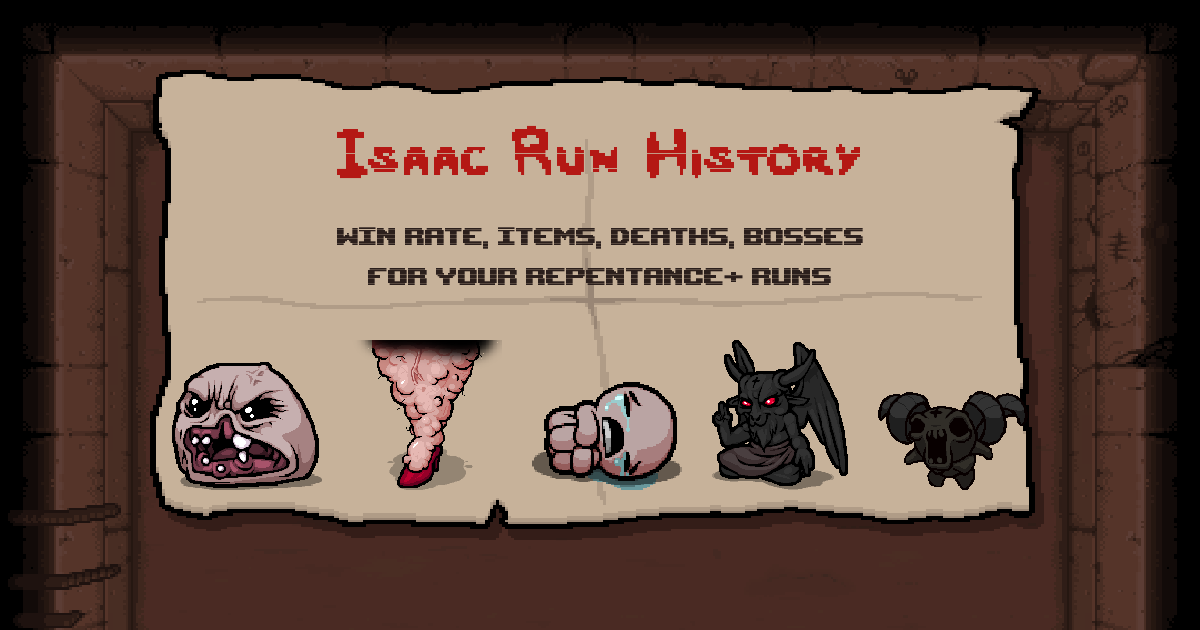 Isaac Run History
WIN RATE, ITEMS, DEATHS, BOSSES
FOR YOUR REPENTANCE+ RUNS